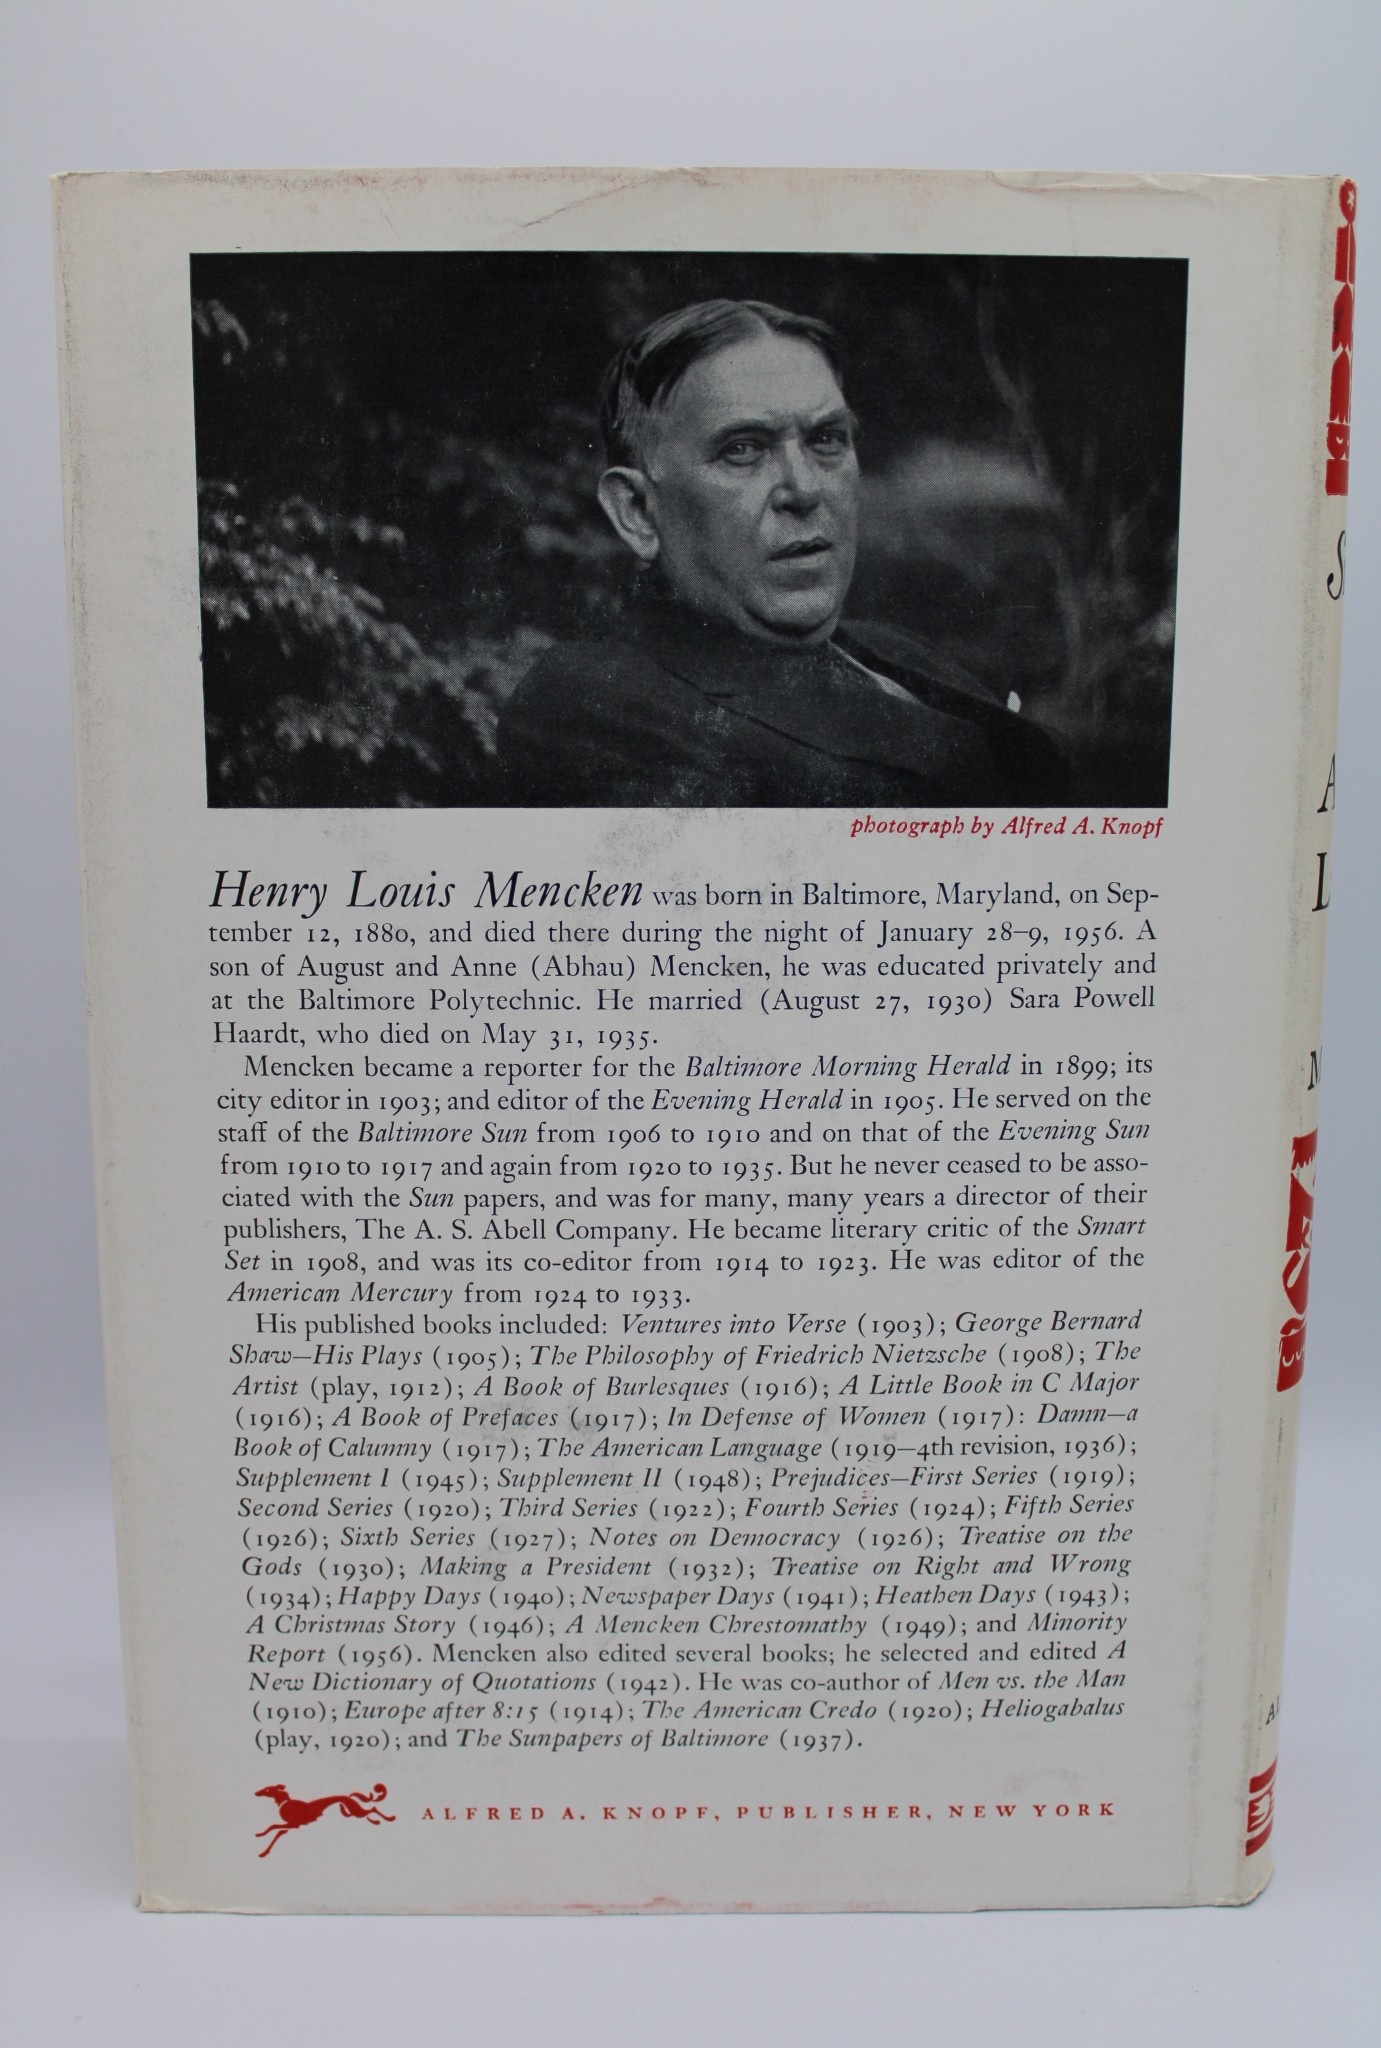 photograph by Alfred A. Knopf
Henry Louis Mencken was born in Baltimore, Maryland, on Sep-
tember 12, 1880, and died there during the night of January 28–9, 1956. A
son of August and Anne (Abhau) Mencken, he was educated privately and
at the Baltimore Polytechnic. He married (August 27, 1930) Sara Powell
Haardt, who died on May 31, 1935.
Mencken became a reporter for the Baltimore Morning Herald in 1899; its
city editor in 1903; and editor of the Evening Herald in 1905. He served on the
staff of the Baltimore Sun from 1906 to 1910 and on that of the Evening Sun
from 1910 to 1917 and again from 1920 to 1935. But he never ceased to be asso-
ciated with the Sun papers, and was for many, many years a director of their
publishers, The A. S. Abell Company. He became literary critic of the Smart
Set in 1908, and was its co-editor from 1914 to 1923. He was editor of the
American Mercury from 1924 to 1933.
His published books included: Ventures into Verse (1903); George Bernard
Shaw—His Plays (1905); The Philosophy of Friedrich Nietzsche (1908); The
Artist (play, 1912); A Book of Burlesques (1916); A Little Book in C Major
(1916); A Book of Prefaces (1917); In Defense of Women (1917): Damn—a
Book of Calumny (1917); The American Language (1919—4th revision, 1936);
Supplement I (1945); Supplement II (1948); Prejudices—First Series (1919);
Second Series (1920); Third Series (1922); Fourth Series (1924); Fifth Series
(1926); Sixth Series (1927); Notes on Democracy (1926); Treatise on the
Gods (1930); Making a President (1932); Treatise on Right and Wrong
(1934); Happy Days (1940); Newspaper Days (1941); Heathen Days (1943);
A Christmas Story (1946); A Mencken Chrestomathy (1949); and Minority
Report (1956). Mencken also edited several books; he selected and edited A
New Dictionary of Quotations (1942). He was co-author of Men vs. the Man
(1910); Europe after 8:15 (1914); The American Credo (1920); Heliogabalus
(play, 1920); and The Sunpapers of Baltimore (1937).
ALFRED A. KNOPF, PUBLISHER, NEW YORK